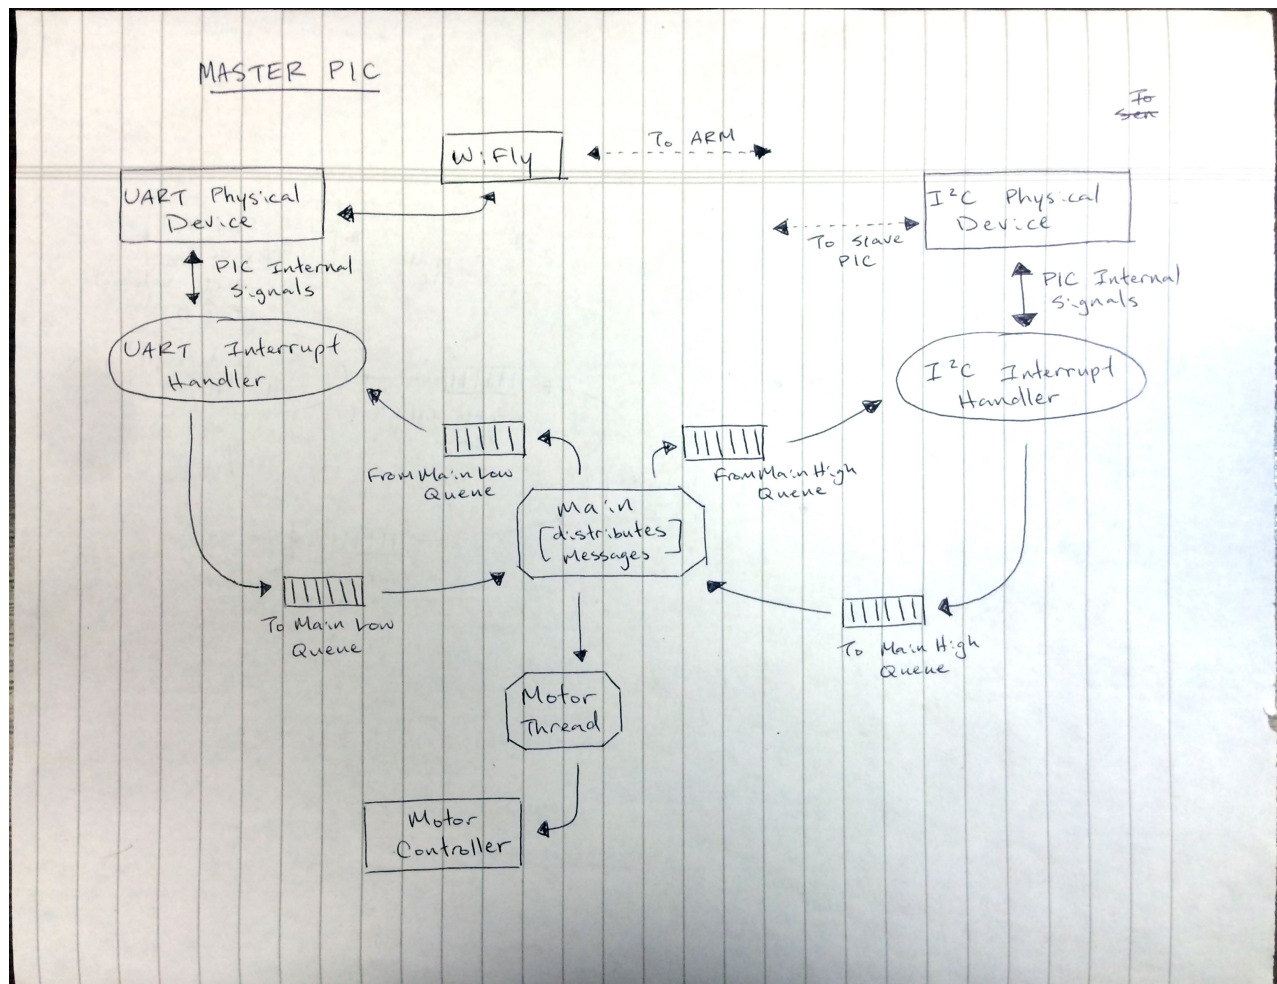 MASTER PIC
To
sen
WiFly
To ARM
UART Physical
Device
I²C Physical
Device
To Slave
PIC
PIC Internal
Signals
PIC Internal
Signals
UART Interrupt
Handler
I²C Interrupt
Handler
From Main Low
Queue
From Main High
Queue
Main
[distributes
messages]
To Main Low
Queue
To Main High
Queue
Motor
Thread
Motor
Controller